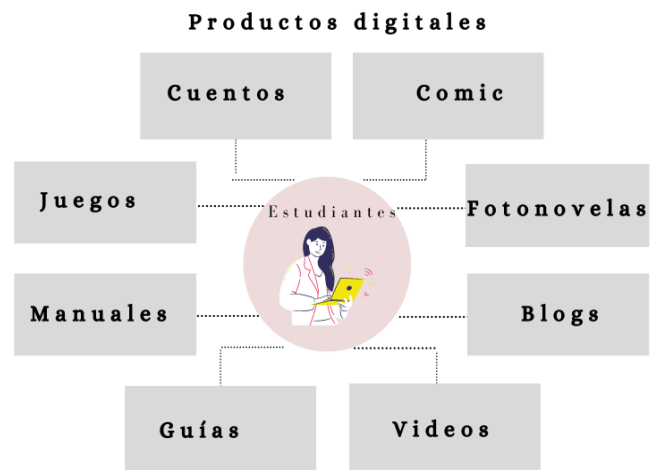 Productos digitales
Cuentos
Comic
Juegos
Estudiantes
Fotonovelas
Manuales
Blogs
Guías
Videos